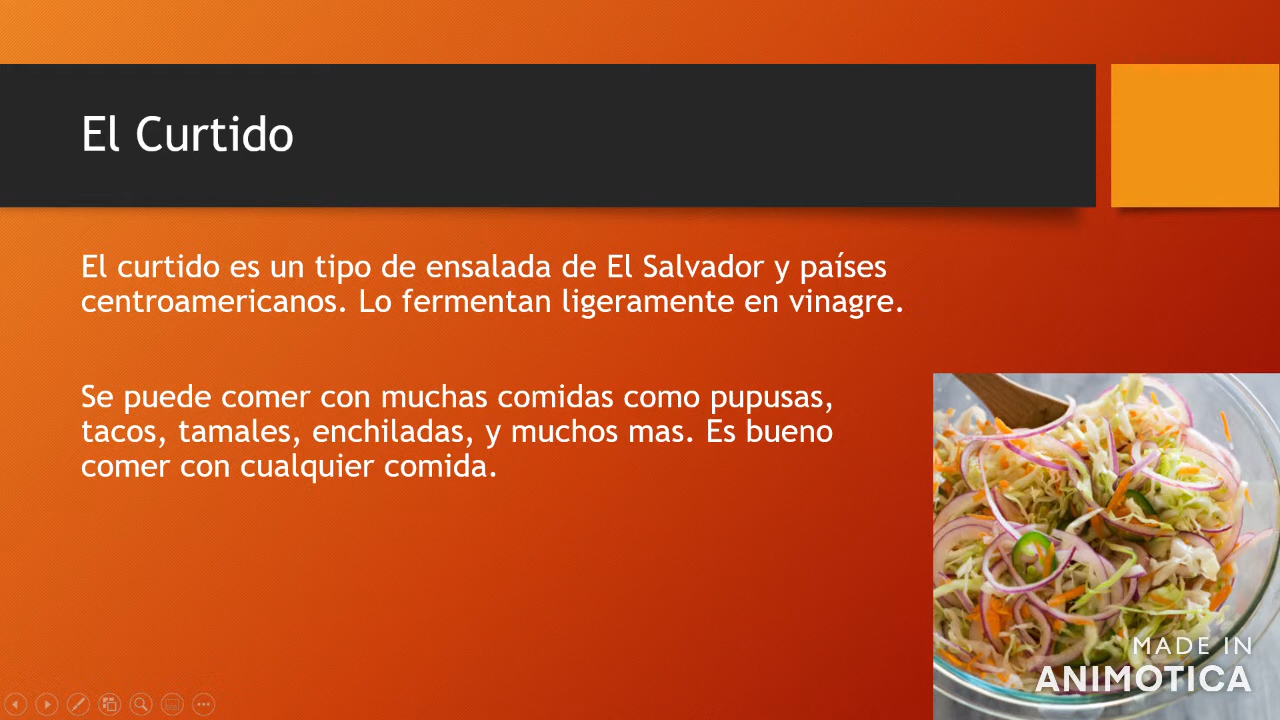 El Curtido
El curtido es un tipo de ensalada de El Salvador y países
centroamericanos. Lo fermentan ligeramente en vinagre.
Se puede comer con muchas comidas como pupusas,
tacos, tamales, enchiladas, y muchos mas. Es bueno
comer con cualquier comida.
MADE IN
ANIMOTICA